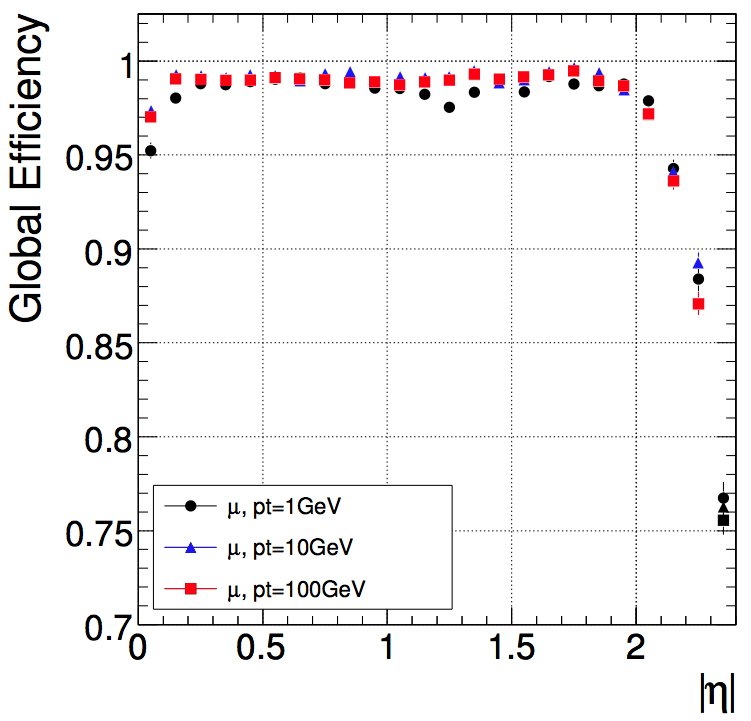 Global Efficiency
1
0.95
0.9
0.85
0.8
0.75
0.7
μ, pt=1GeV
μ, pt=10GeV
μ, pt=100GeV
0 0.5 1 1.5 2
|η|